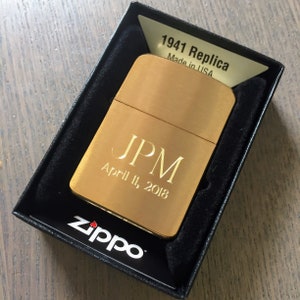 1941 Replica
Made in USA
JPM
April 11, 2018
zippo